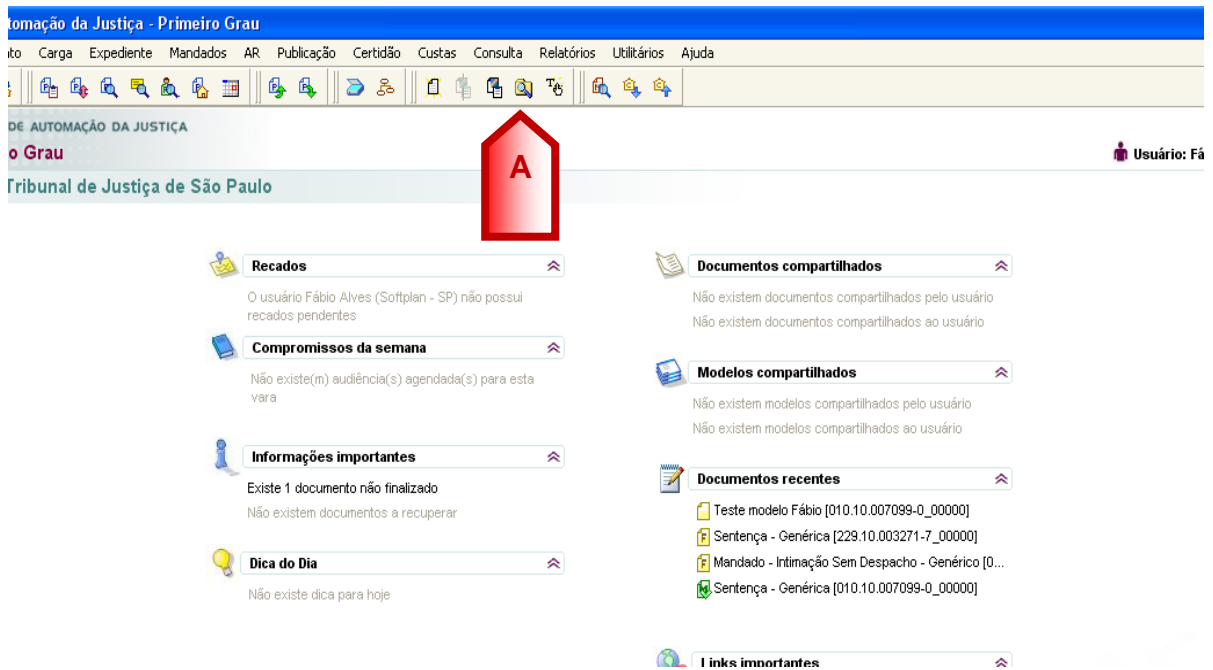 tomação da Justiça - Primeiro Grau
nto Carga Expediente Mandados AR Publicação Certidão Custas Consulta Relatórios Utilitários Ajuda
DE AUTOMAÇÃO DA JUSTIÇA
o Grau
Usuário: Fá
Tribunal de Justiça de São Paulo
A
Recados
O usuário Fábio Alves (Softplan - SP) não possui
recados pendentes
Compromissos da semana
Não existe(m) audiência(s) agendada(s) para esta
vara
Informações importantes
Existe 1 documento não finalizado
Não existem documentos a recuperar
Dica do Dia
Não existe dica para hoje
Documentos compartilhados
Não existem documentos compartilhados pelo usuário
Não existem documentos compartilhados ao usuário
Modelos compartilhados
Não existem modelos compartilhados pelo usuário
Não existem modelos compartilhados ao usuário
Documentos recentes
Teste modelo Fábio [010.10.007099-0_00000]
Sentença - Genérica [229.10.003271-7_00000]
Mandado - Intimação Sem Despacho - Genérico [0...
Sentença - Genérica [010.10.007099-0_00000]
Links importantes